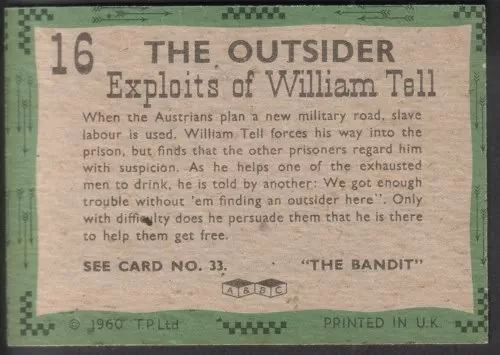 16 THE OUTSIDER
Exploits of William Tell
When the Austrians plan a new military road, slave
labour is used. William Tell forces his way into the
prison, but finds that the other prisoners regard him
with suspicion. As he helps one of the exhausted
men to drink, he is told by another: We got enough
trouble without 'em finding an outsider here". Only
with difficulty does he persuade them that he is there
to help them get free.
SEE CARD NO. 33. "THE BANDIT"
A & B C
© 1960 T.P.Ltd PRINTED IN U.K.